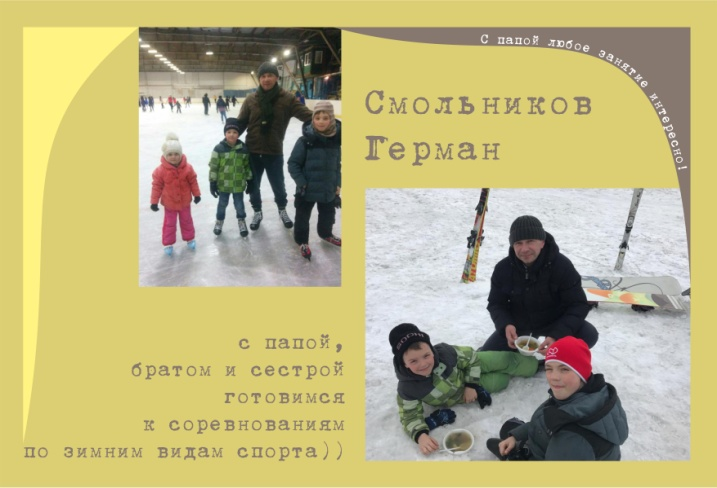 С папой любое занятие интересно!
Смольников
Герман
с папой,
братом и сестрой
готовимся
к соревнованиям
по зимним видам спорта))